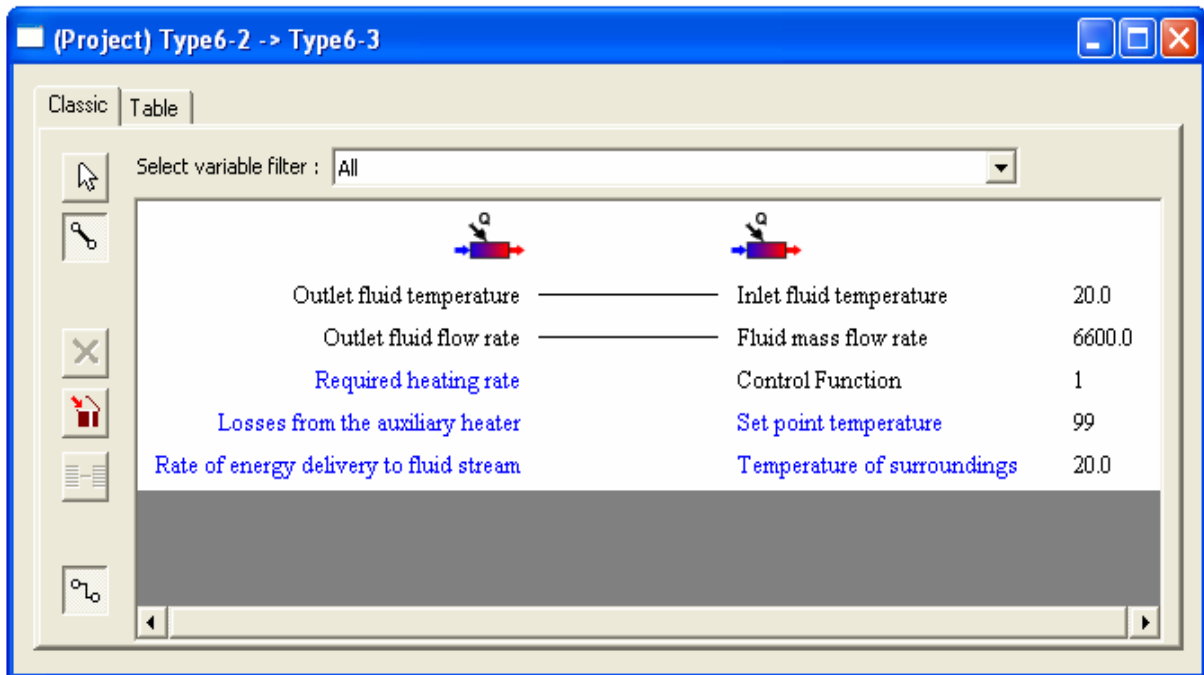 (Project) Type6-2 -> Type6-3
Classic Table
Select variable filter : All
Q Q
Outlet fluid temperature Inlet fluid temperature 20.0
Outlet fluid flow rate Fluid mass flow rate 6600.0
Required heating rate Control Function 1
Losses from the auxiliary heater Set point temperature 99
Rate of energy delivery to fluid stream Temperature of surroundings 20.0